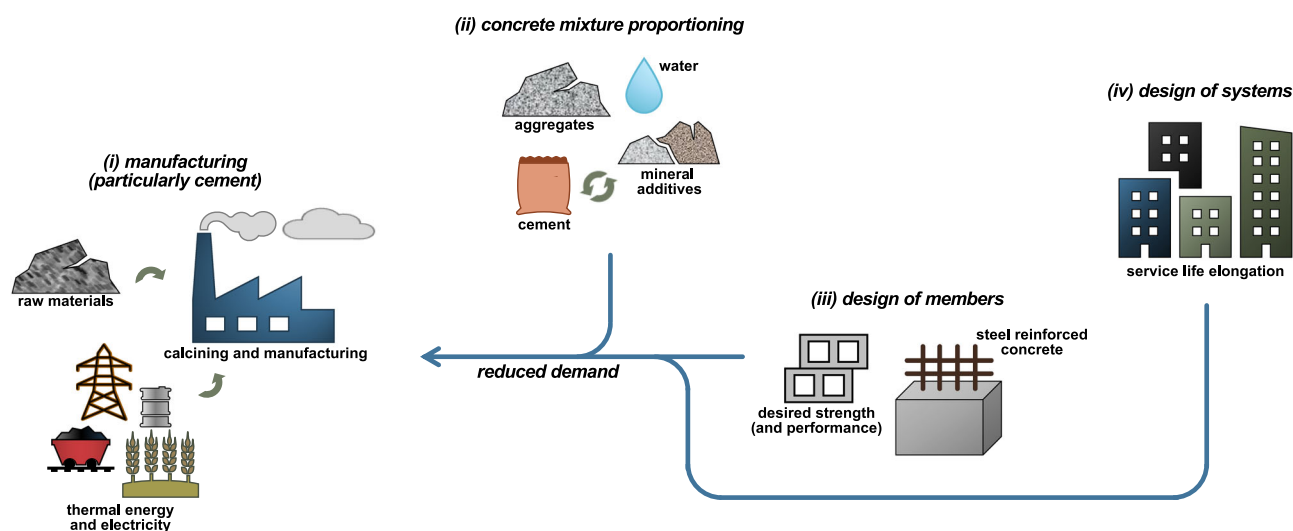 (i) manufacturing
(particularly cement)
raw materials
calcining and manufacturing
thermal energy
and electricity
(ii) concrete mixture proportioning
water
aggregates
mineral
additives
cement
reduced demand
(iii) design of members
steel reinforced
concrete
desired strength
(and performance)
(iv) design of systems
service life elongation